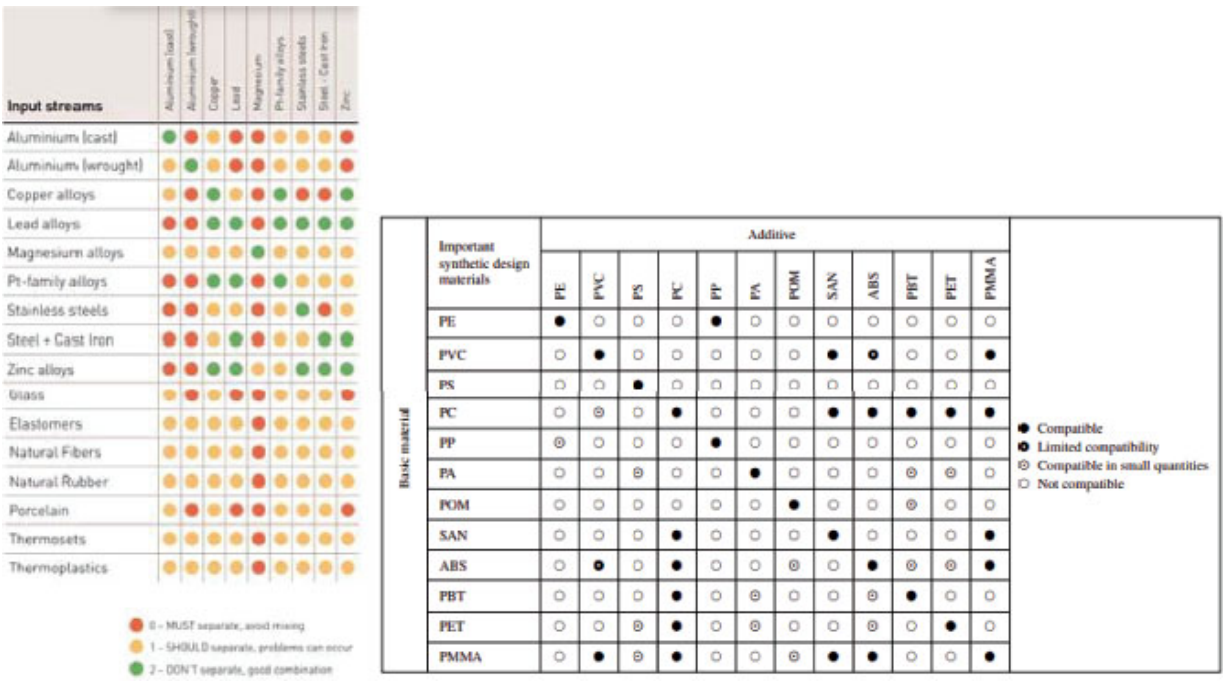 Input streams
Aluminium (cast)
Aluminium (wrought)
Copper
Lead
Magnesium
Pt-family alloys
Stainless steels
Steel - Cast Iron
Zinc
Aluminium (cast)
Aluminium (wrought)
Copper alloys
Lead alloys
Magnesium alloys
Pt-family alloys
Stainless steels
Steel + Cast Iron
Zinc alloys
Glass
Elastomers
Natural Fibers
Natural Rubber
Porcelain
Thermosets
Thermoplastics
0 - MUST separate, avoid mixing
1 - SHOULD separate, problems can occur
2 - DON'T separate, good combination
Important
synthetic design
materials
Additive
PE
PVC
PS
PC
PP
PA
POM
SAN
ABS
PBT
PET
PMMA
Basic material
PE
PVC
PS
PC
PP
PA
POM
SAN
ABS
PBT
PET
PMMA
Compatible
Limited compatibility
Compatible in small quantities
Not compatible